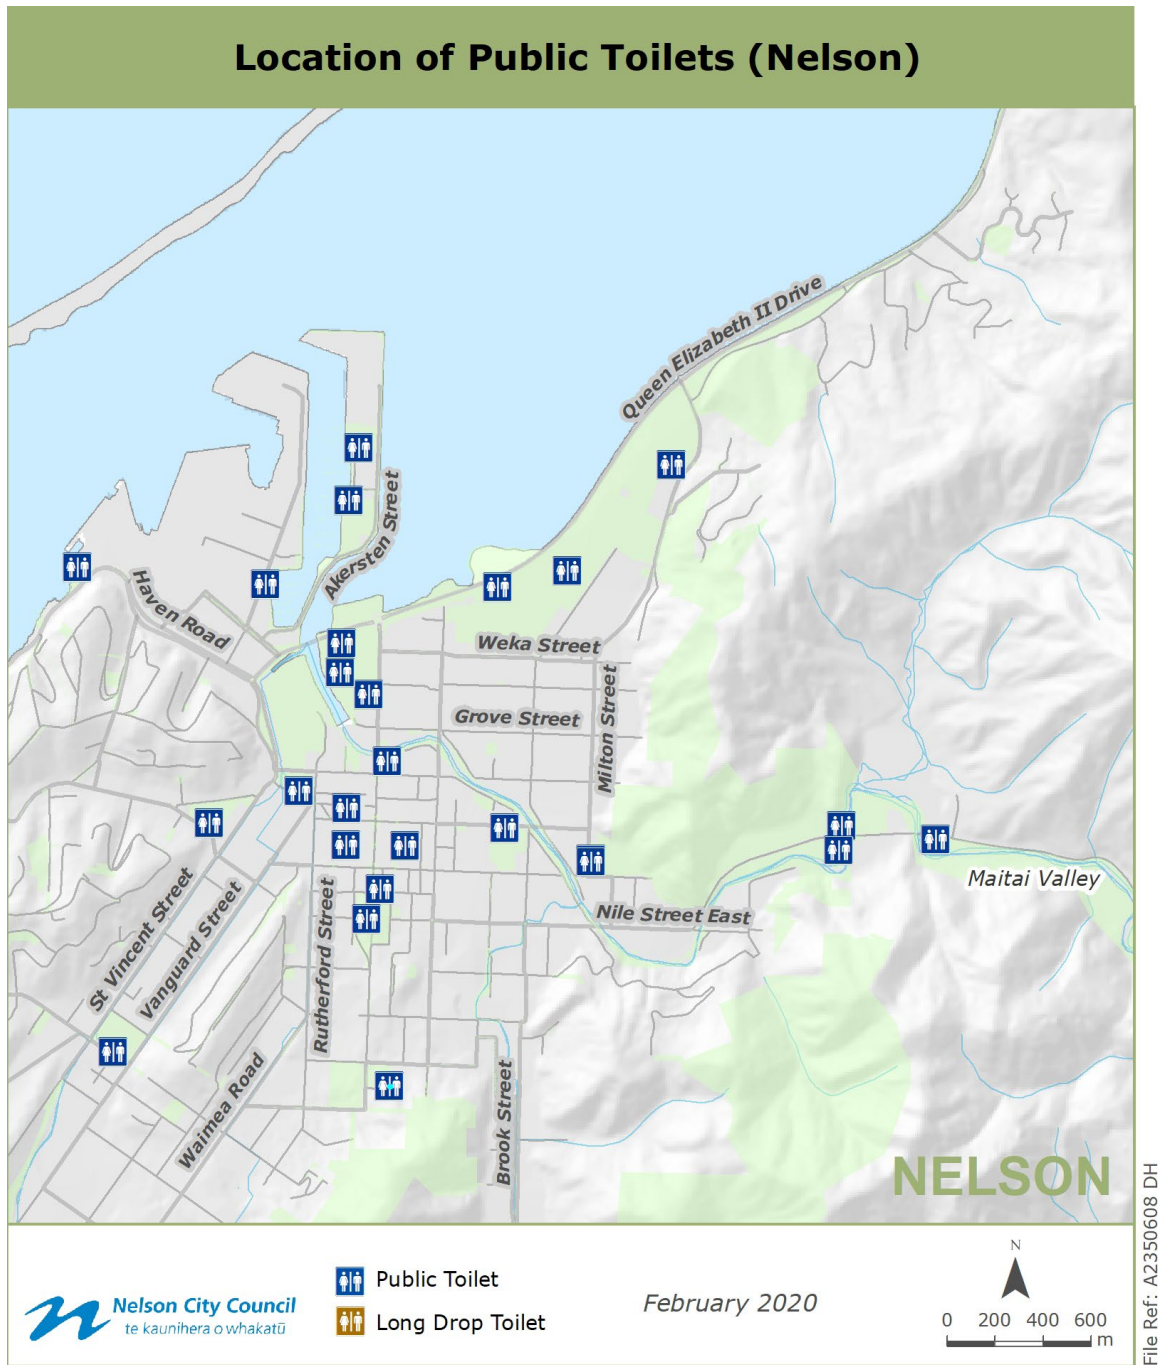 Location of Public Toilets (Nelson)
Queen Elizabeth II Drive
Akersten Street
Haven Road
Weka Street
Milton Street
Grove Street
Maitai Valley
St Vincent Street
Vanguard Street
Rutherford Street
Nile Street East
Waimea Road
Brook Street
NELSON
Nelson City Council
te kaunihera o whakatū
Public Toilet
Long Drop Toilet
February 2020
N
0 200 400 600
m
File Ref: A2350608 DH